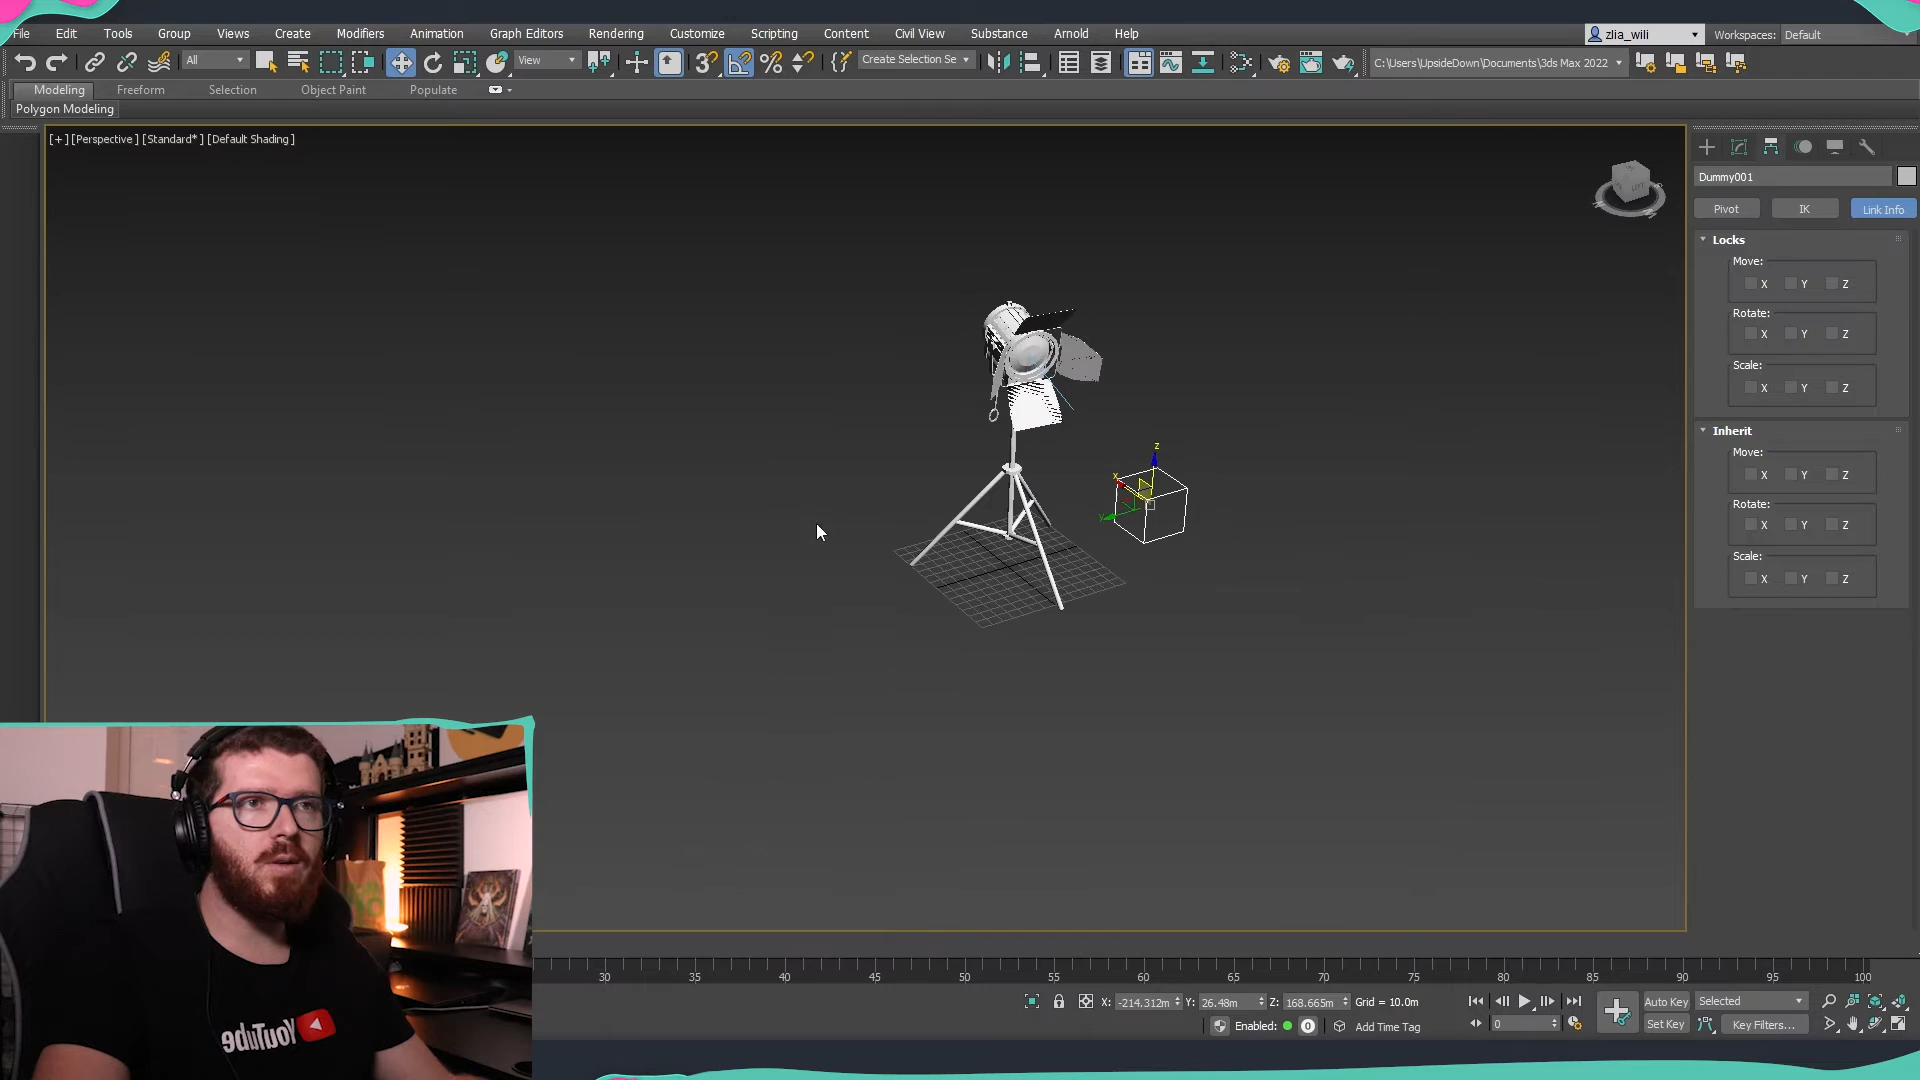 File Edit Tools Group Views Create Modifiers Animation Graph Editors Rendering Customize Scripting Content Civil View Substance Arnold Help
zlia_wili Workspaces: Default
All View Create Selection Se C:\Users\UpsideDown\Documents\3ds Max 2022
Modeling Freeform Selection Object Paint Populate
Polygon Modeling
[+] [Perspective] [Standard*] [Default Shading]
Dummy001
Pivot IK Link Info
Locks
Move:
X Y Z
Rotate:
X Y Z
Scale:
X Y Z
Inherit
Move:
X Y Z
Rotate:
X Y Z
Scale:
X Y Z
z
x
y
YouTube
30 35 40 45 50 55 60 65 70 75 80 85 90 95 100
X: -214.312m Y: 26.48m Z: 168.665m Grid = 10.0m
Enabled: 0 Add Time Tag
Auto Key Selected
0 Set Key Key Filters...